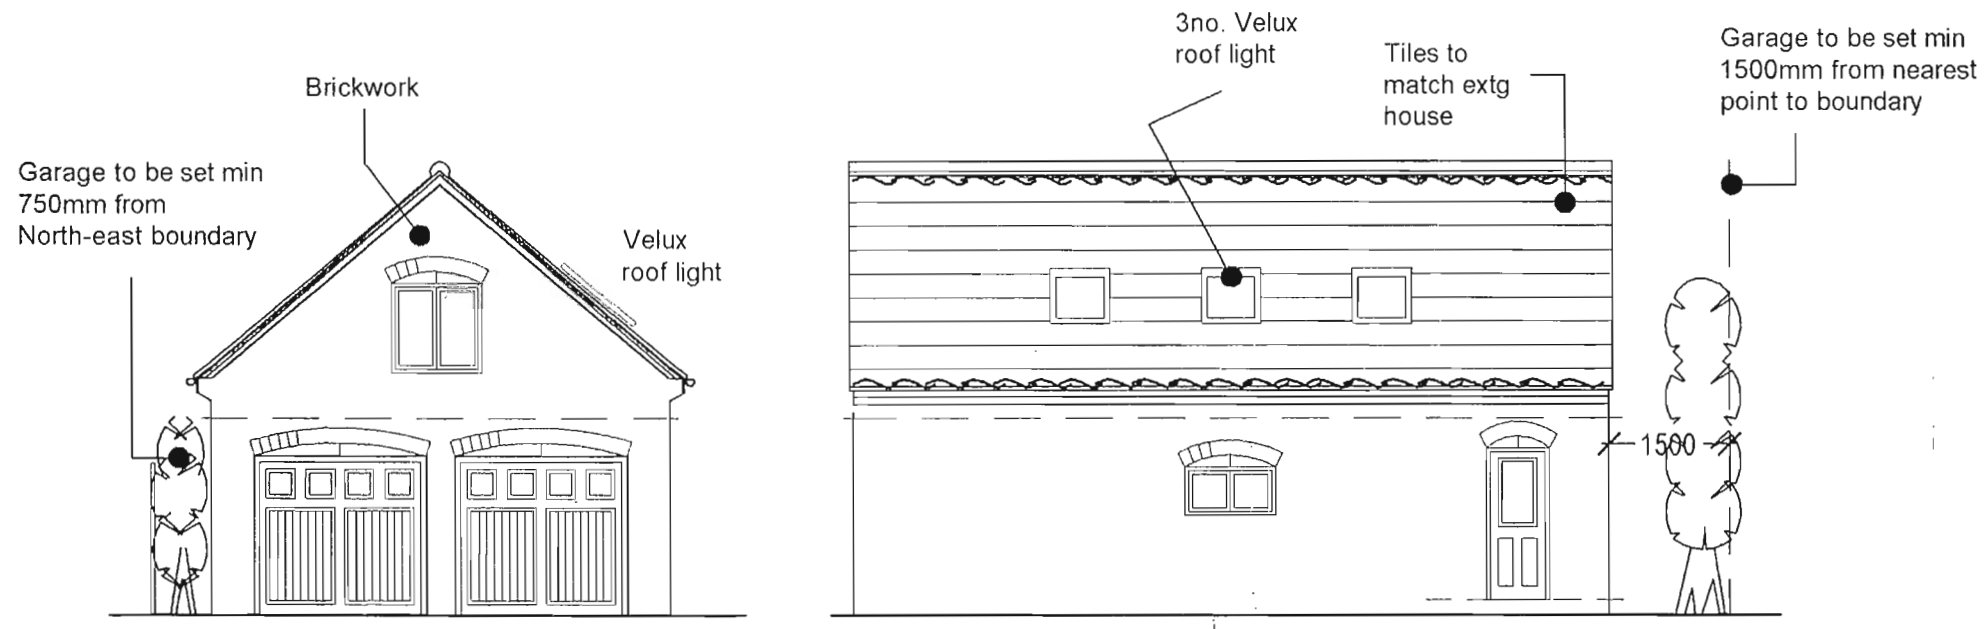 Brickwork
Garage to be set min
750mm from
North-east boundary
Velux
roof light
3no. Velux
roof light
Tiles to
match extg
house
Garage to be set min
1500mm from nearest
point to boundary
1500